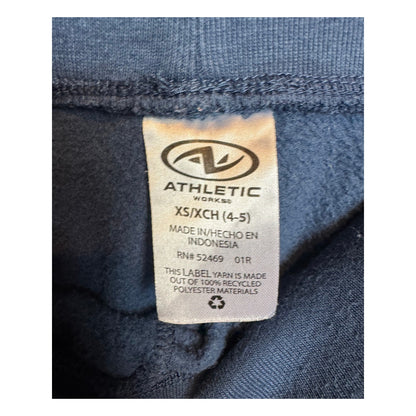 ATHLETIC
WORKS®
XS/XCH (4-5)
MADE IN/HECHO EN
INDONESIA
RN# 52469 01R
THIS LABEL YARN IS MADE
OUT OF 100% RECYCLED
POLYESTER MATERIALS